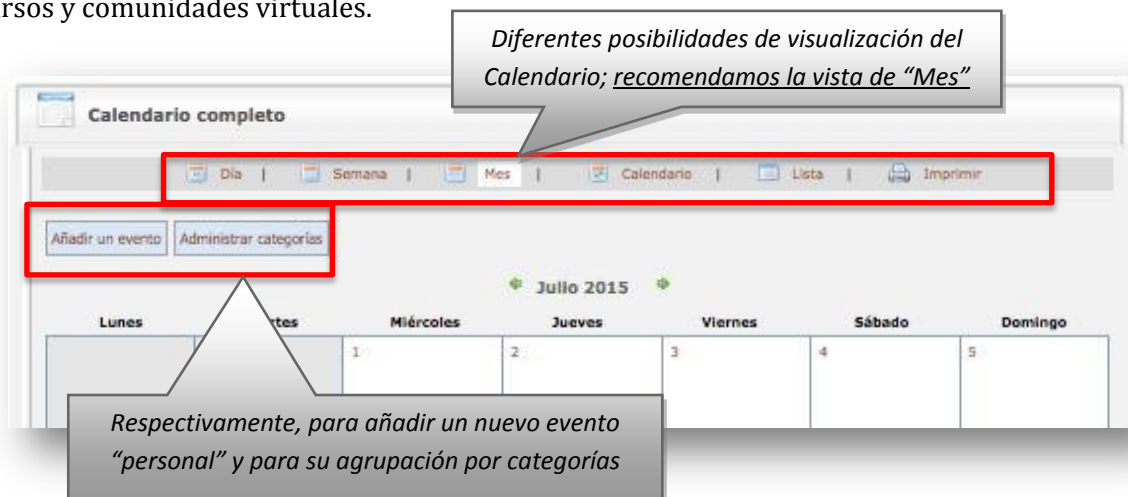 rsos y comunidades virtuales.
Diferentes posibilidades de visualización del
Calendario; recomendamos la vista de “Mes”
Calendario completo
Día | Semana | Mes | Calendario | Lista | Imprimir
Añadir un evento Administrar categorías
Julio 2015
Lunes tes Miércoles Jueves Viernes Sábado Domingo
1 2 3 4 5
Respectivamente, para añadir un nuevo evento
“personal” y para su agrupación por categorías